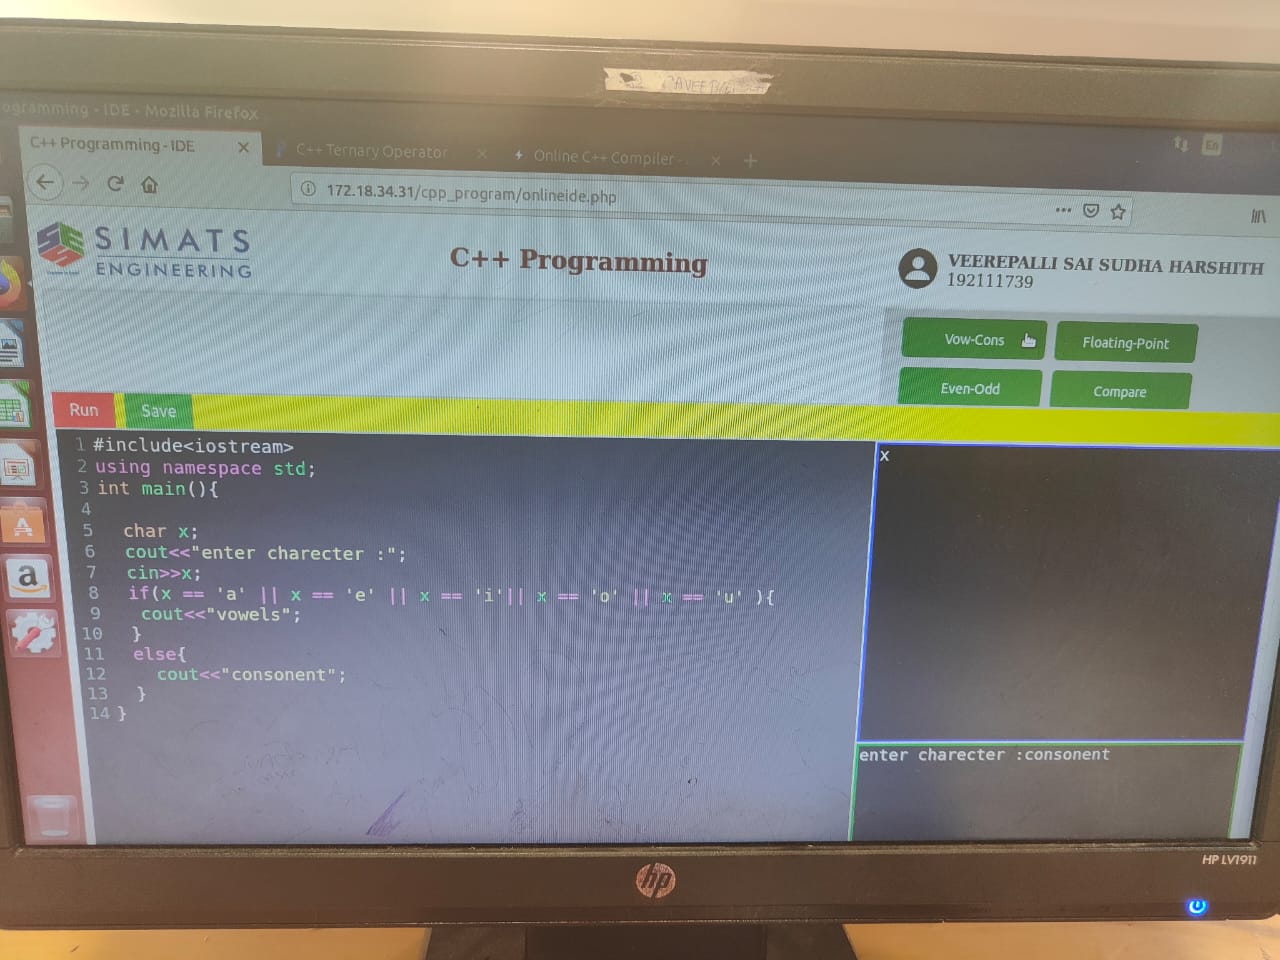 ogramming - IDE - Mozilla Firefox
C++ Programming - IDE
C++ Ternary Operator
Online C++ Compiler -
En
172.18.34.31/cpp_program/onlineide.php
SIMATS
ENGINEERING
C++ Programming
VEEREPALLI SAI SUDHA HARSHITH
192111739
Vow-Cons
Floating-Point
Even-Odd
Compare
Run
Save
1 #include<iostream>
2 using namespace std;
3 int main(){
4
5 char x;
6 cout<<"enter charecter :";
7 cin>>x;
8 if(x == 'a' || x == 'e' || x == 'i'|| x == 'o' || x == 'u' ){
9 cout<<"vowels";
10 }
11 else{
12 cout<<"consonent";
13 }
14 }
x
enter charecter :consonent
hp
HP LV1911